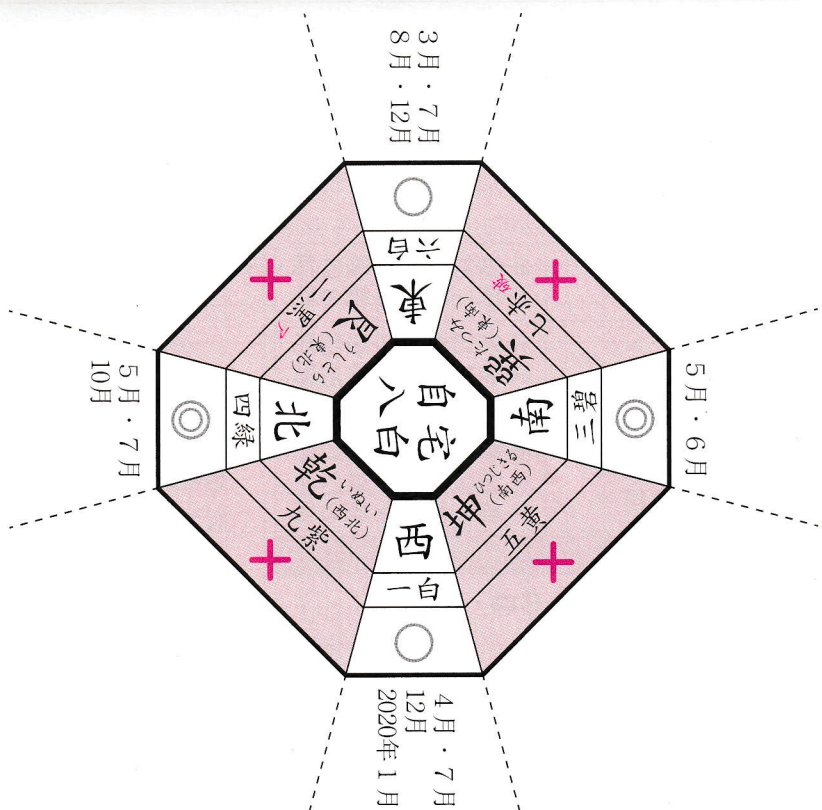 3月・7月
8月・12月
○
六白
東
+
七赤 破
巽 たつみ
（東南）
5月・6月
◎
三碧
南
+
五黄
坤 ひつじさる
（南西）
自宅
八白
西
一白
○
4月・7月
12月
2020年1月
乾 いぬい
（西北）
九紫
+
北
四緑
◎
5月・7月
10月
艮 うしとら
（東北）
二黒 ア
+